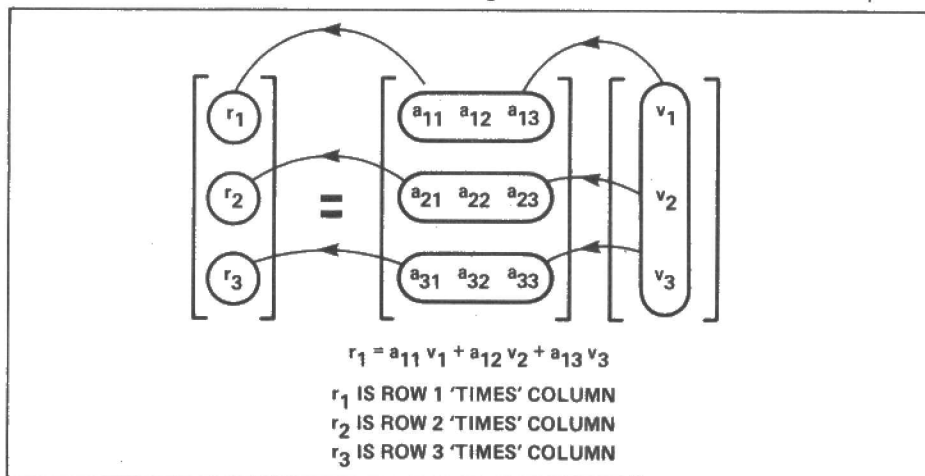 r1 = a11 a12 a13 v1
r2 a21 a22 a23 v2
r3 a31 a32 a33 v3
r1 = a11 v1 + a12 v2 + a13 v3
r1 IS ROW 1 'TIMES' COLUMN
r2 IS ROW 2 'TIMES' COLUMN
r3 IS ROW 3 'TIMES' COLUMN